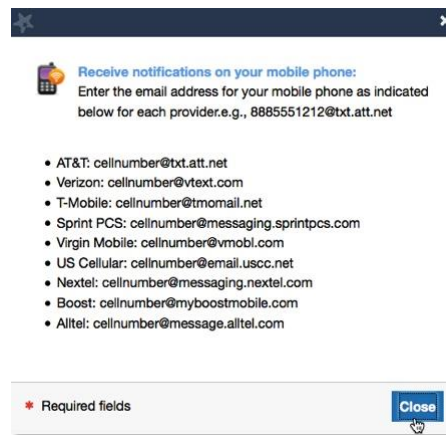 Receive notifications on your mobile phone:
Enter the email address for your mobile phone as indicated
below for each provider.e.g., 8885551212@txt.att.net
• AT&T: cellnumber@txt.att.net
• Verizon: cellnumber@vtext.com
• T-Mobile: cellnumber@tmomail.net
• Sprint PCS: cellnumber@messaging.sprintpcs.com
• Virgin Mobile: cellnumber@vmobl.com
• US Cellular: cellnumber@email.uscc.net
• Nextel: cellnumber@messaging.nextel.com
• Boost: cellnumber@myboostmobile.com
• Alltel: cellnumber@message.alltel.com
* Required fields
Close